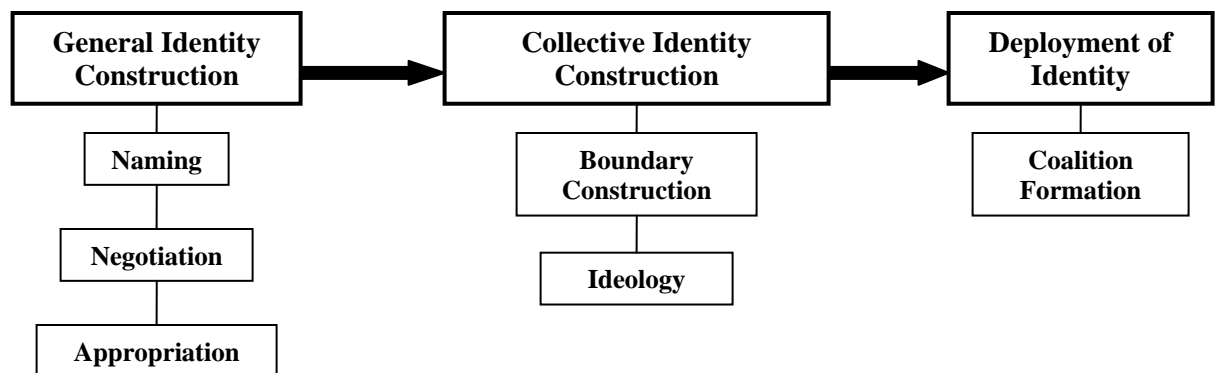 General Identity
Construction
Collective Identity
Construction
Deployment of
Identity
Naming
Negotiation
Appropriation
Boundary
Construction
Ideology
Coalition
Formation